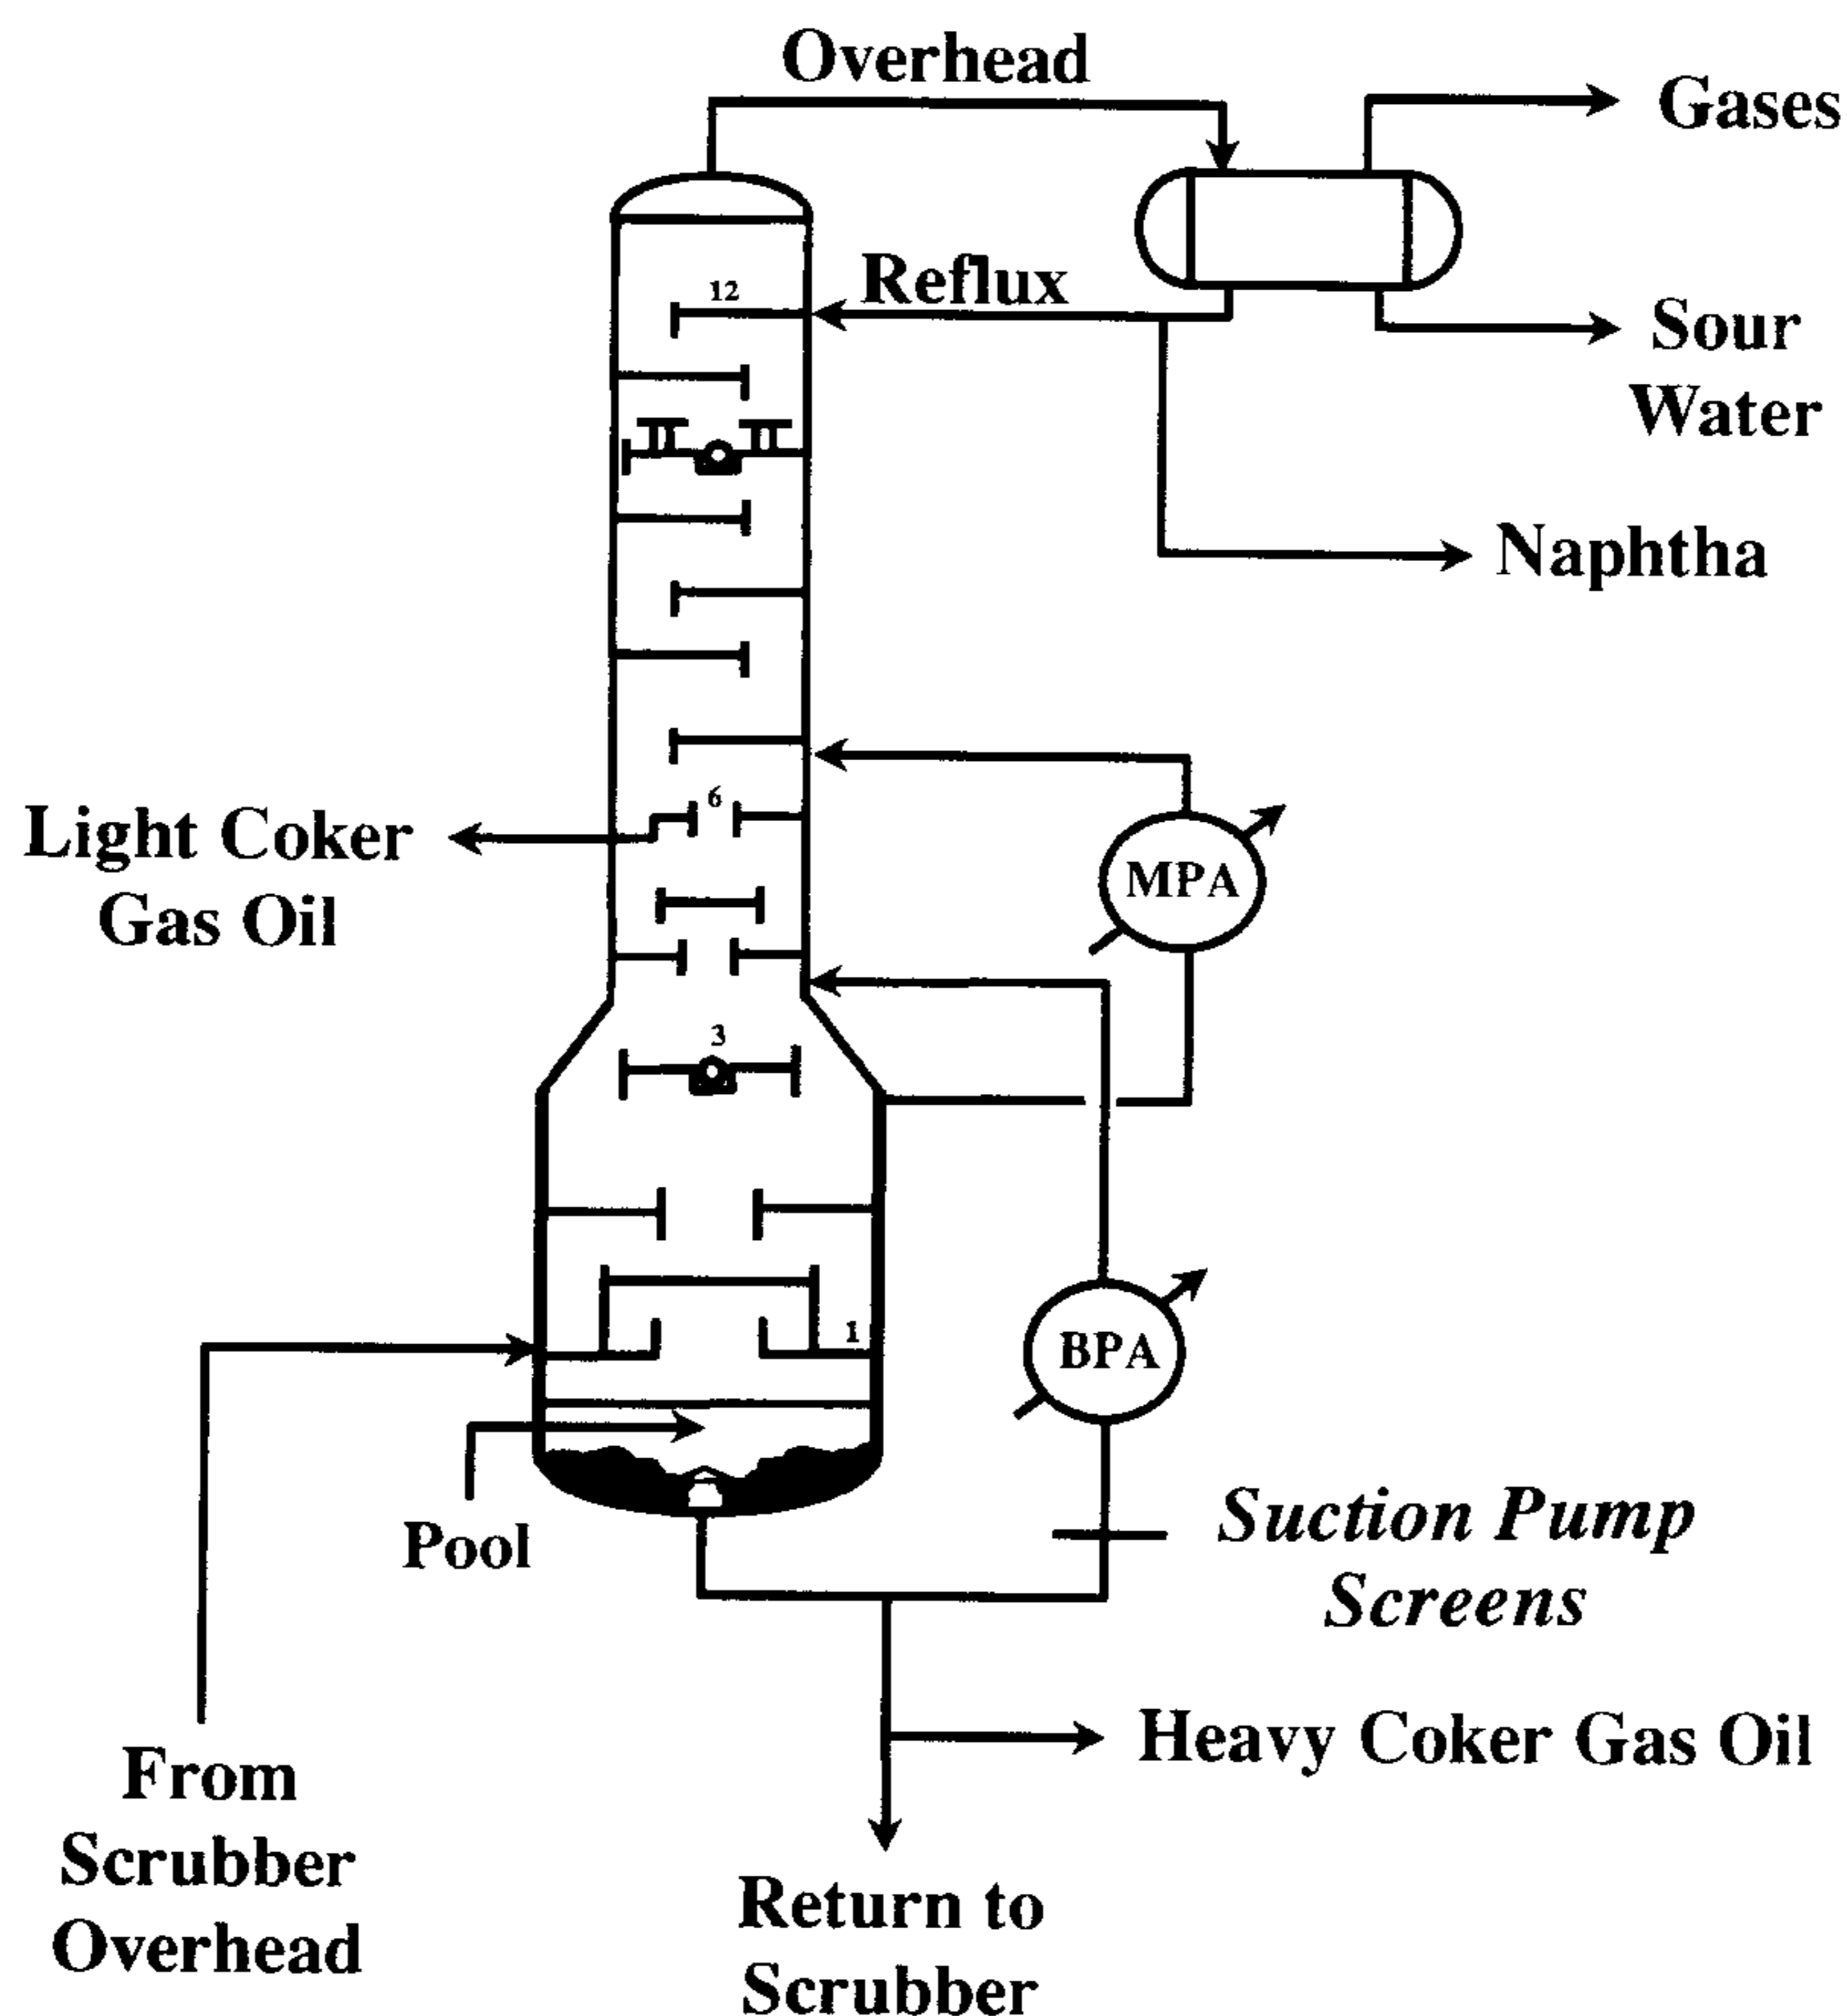 Overhead
Gases
12
Reflux
Sour
Water
Naphtha
Light Coker
Gas Oil
6
MPA
3
1
BPA
Pool
Suction Pump
Screens
Heavy Coker Gas Oil
From
Scrubber
Overhead
Return to
Scrubber